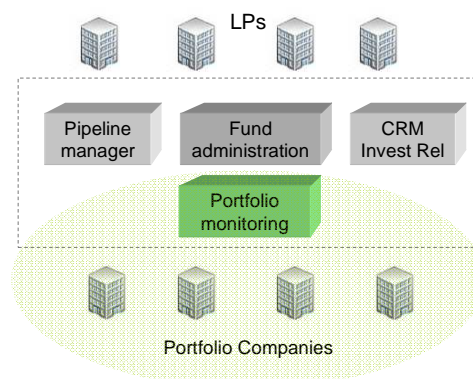 LPs
Pipeline
manager
Fund
administration
CRM
Invest Rel
Portfolio
monitoring
Portfolio Companies